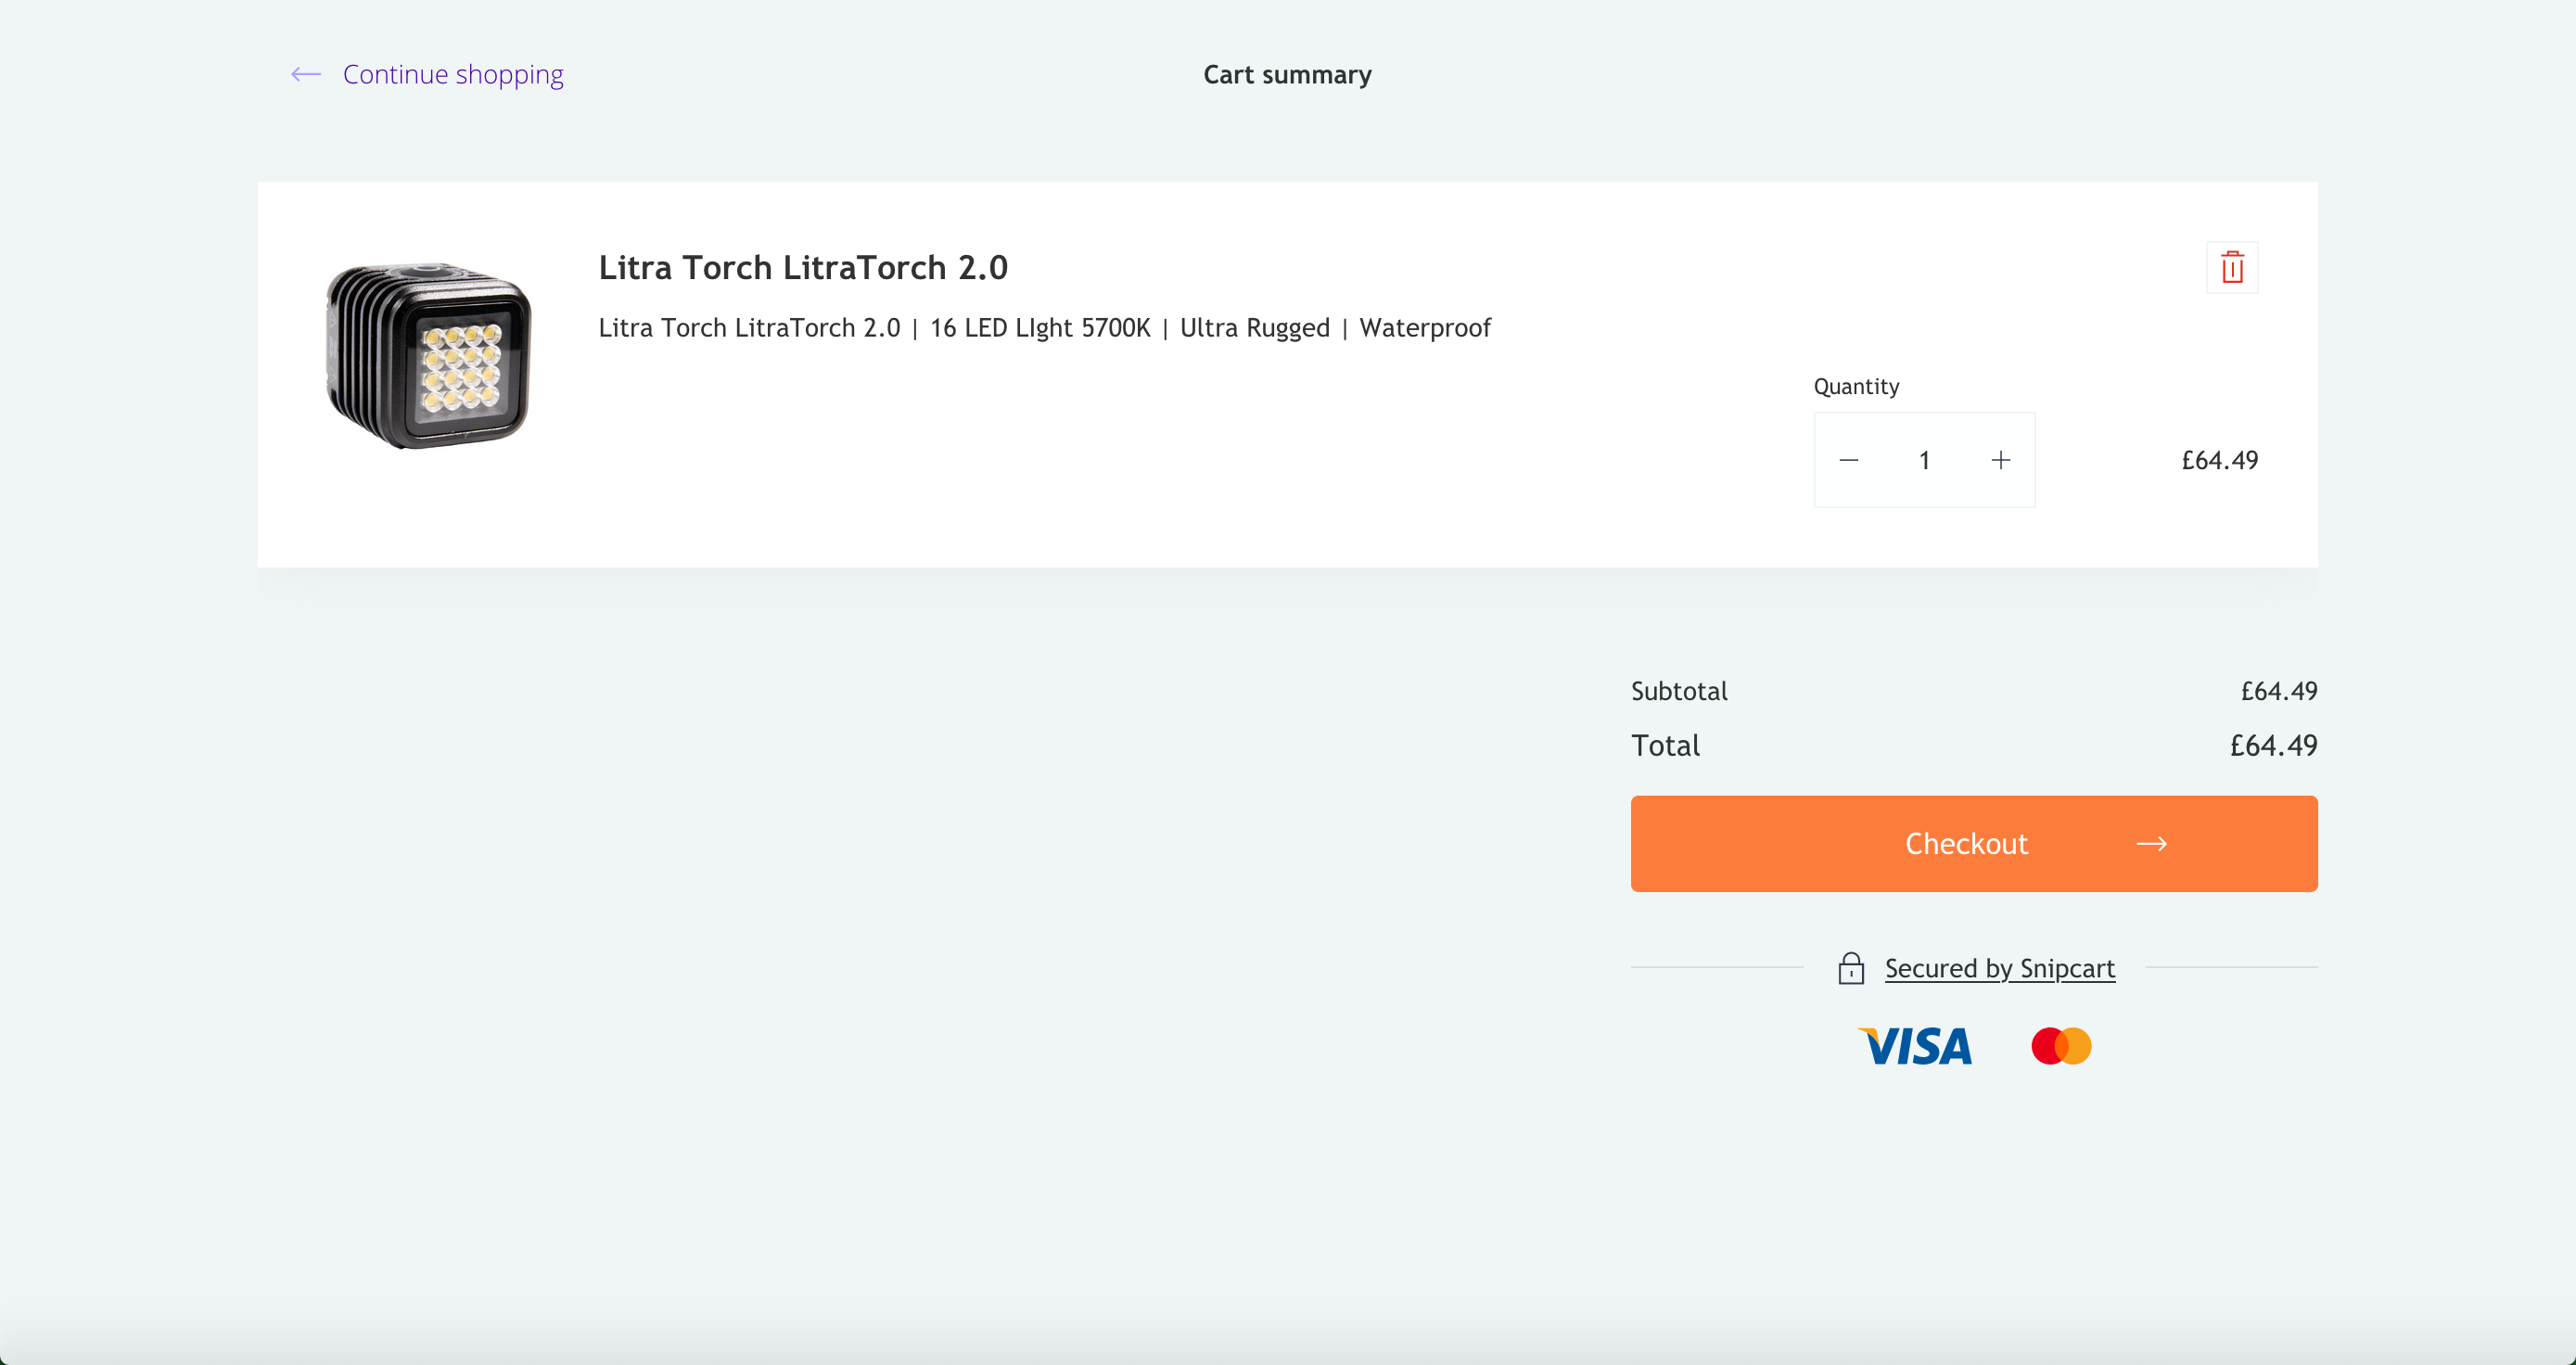 Continue shopping
Cart summary
Litra Torch LitraTorch 2.0
Litra Torch LitraTorch 2.0 | 16 LED LIght 5700K | Ultra Rugged | Waterproof
Quantity
1
£64.49
Subtotal £64.49
Total £64.49
Checkout
Secured by Snipcart
VISA